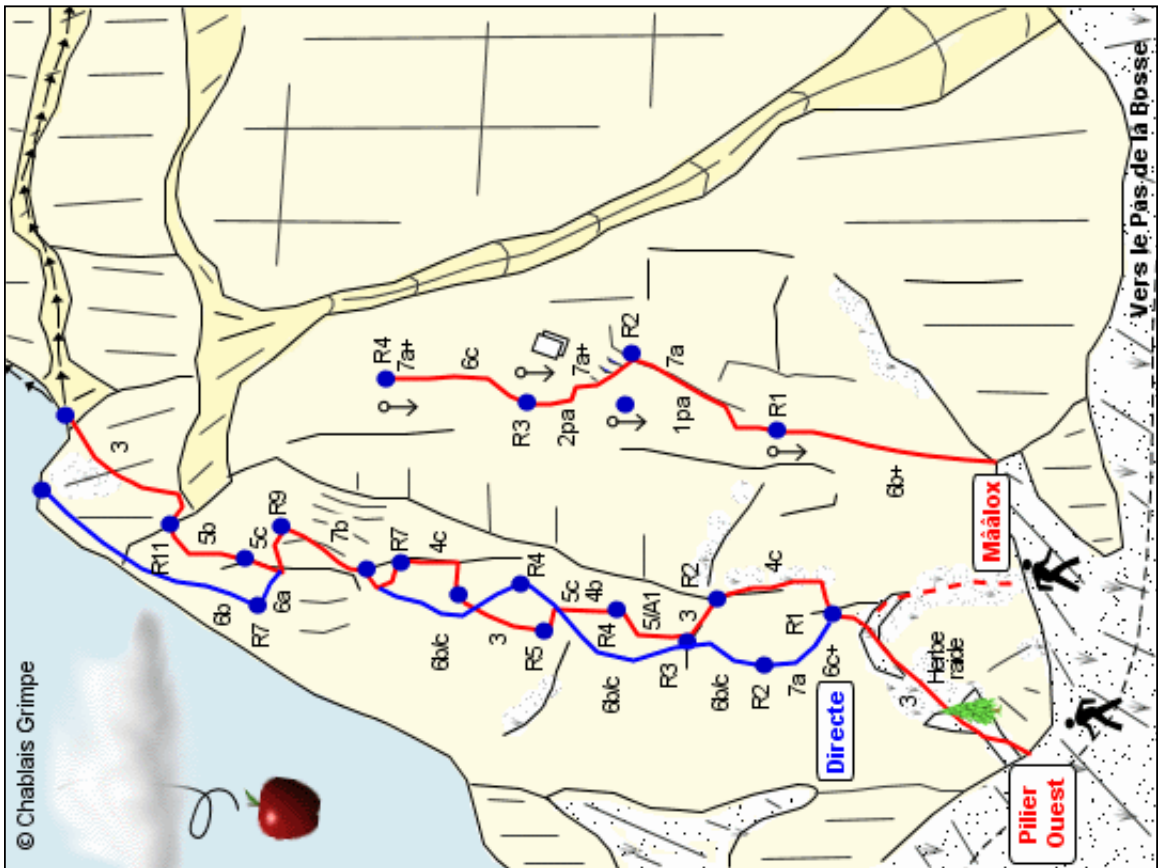 © Chablais Grimpe
3
R11
5b
5c
R9
6b
6a
R7
7b
R7
4c
6b/c
3
R4
R5
5c
4b
R4
5/A1
R2
3
R3
6b/c
6b/c
4c
R2
7a
R1
6c+
Directe
3
Herbe
raide
Pilier
Ouest
R4
7a+
6c
R3
2pa
7a+
R2
7a
1pa
R1
6b+
Mââlox
Vers le Pas de la Bosse